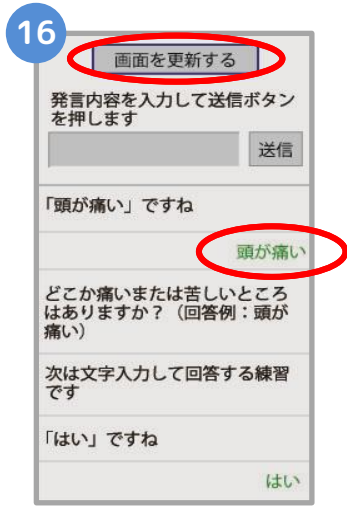 16
画面を更新する
発言内容を入力して送信ボタン
を押します
送信
「頭が痛い」ですね
頭が痛い
どこか痛いまたは苦しいところ
はありますか？（回答例：頭が
痛い）
次は文字入力して回答する練習
です
「はい」ですね
はい